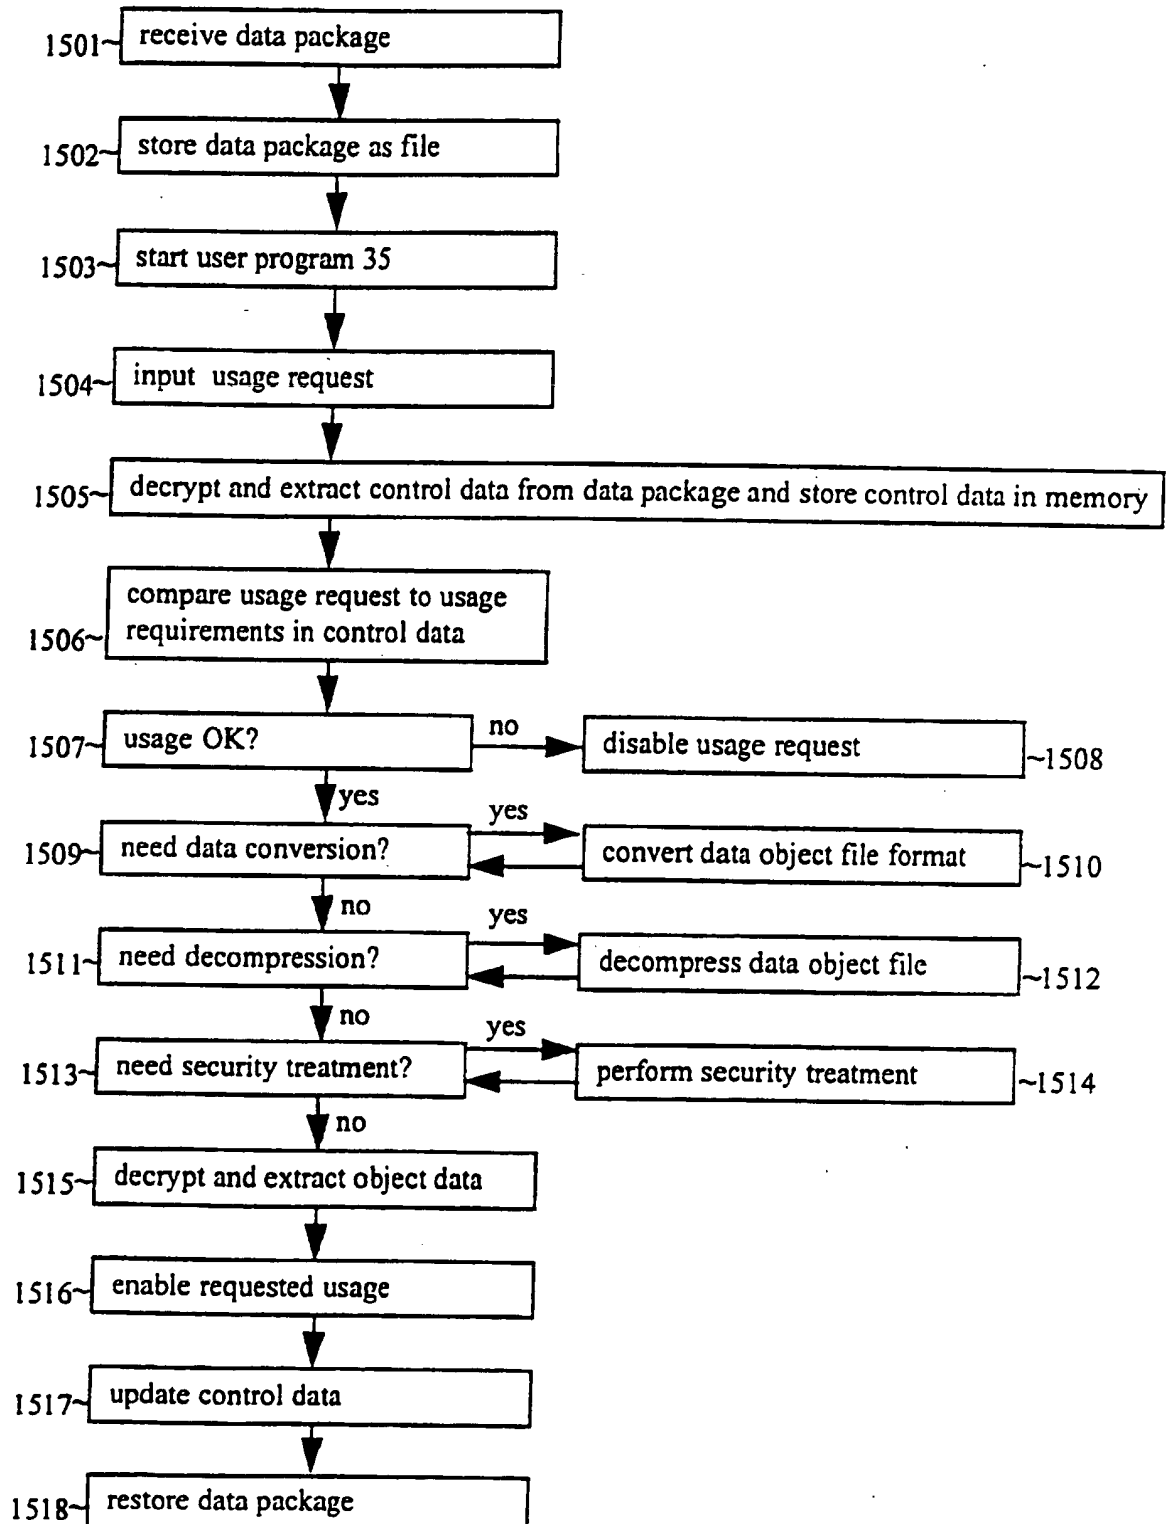 1501~ receive data package
1502~ store data package as file
1503~ start user program 35
1504~ input usage request
1505~ decrypt and extract control data from data package and store control data in memory
compare usage request to usage
1506~ requirements in control data
1507~ usage OK? no disable usage request ~1508
yes
1509~ need data conversion? yes convert data object file format ~1510
no
1511~ need decompression? yes decompress data object file ~1512
no
1513~ need security treatment? yes perform security treatment ~1514
no
1515~ decrypt and extract object data
1516~ enable requested usage
1517~ update control data
1518~ restore data package